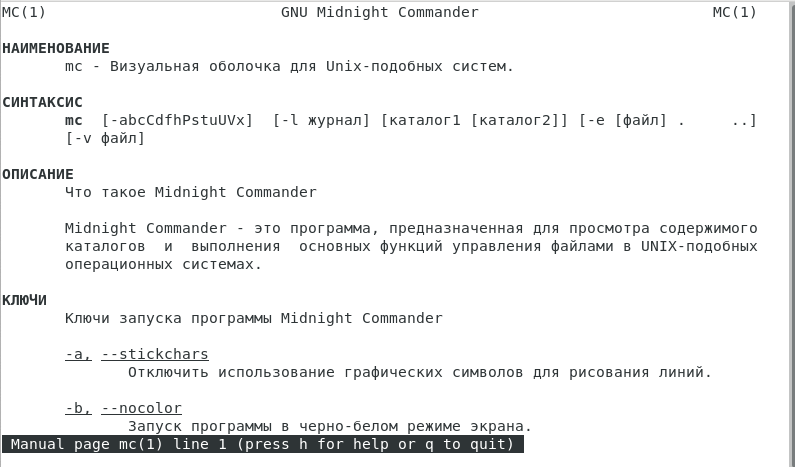 MC(1) GNU Midnight Commander MC(1)
НАИМЕНОВАНИЕ
mc - Визуальная оболочка для Unix-подобных систем.
СИНТАКСИС
mc [-abcCdfhPstuUVx] [-l журнал] [каталог1 [каталог2]] [-e [файл] . ..]
[-v файл]
ОПИСАНИЕ
Что такое Midnight Commander
Midnight Commander - это программа, предназначенная для просмотра содержимого
каталогов и выполнения основных функций управления файлами в UNIX-подобных
операционных системах.
КЛЮЧИ
Ключи запуска программы Midnight Commander
-a, --stickchars
Отключить использование графических символов для рисования линий.
-b, --nocolor
Запуск программы в черно-белом режиме экрана.
Manual page mc(1) line 1 (press h for help or q to quit)